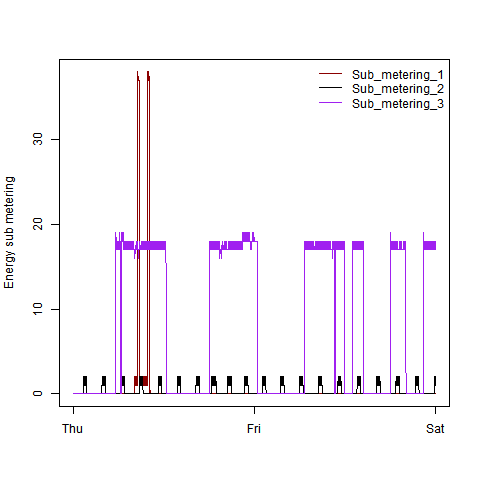 Sub_metering_1
Sub_metering_2
Sub_metering_3
Energy sub metering
30
20
10
0
Thu Fri Sat